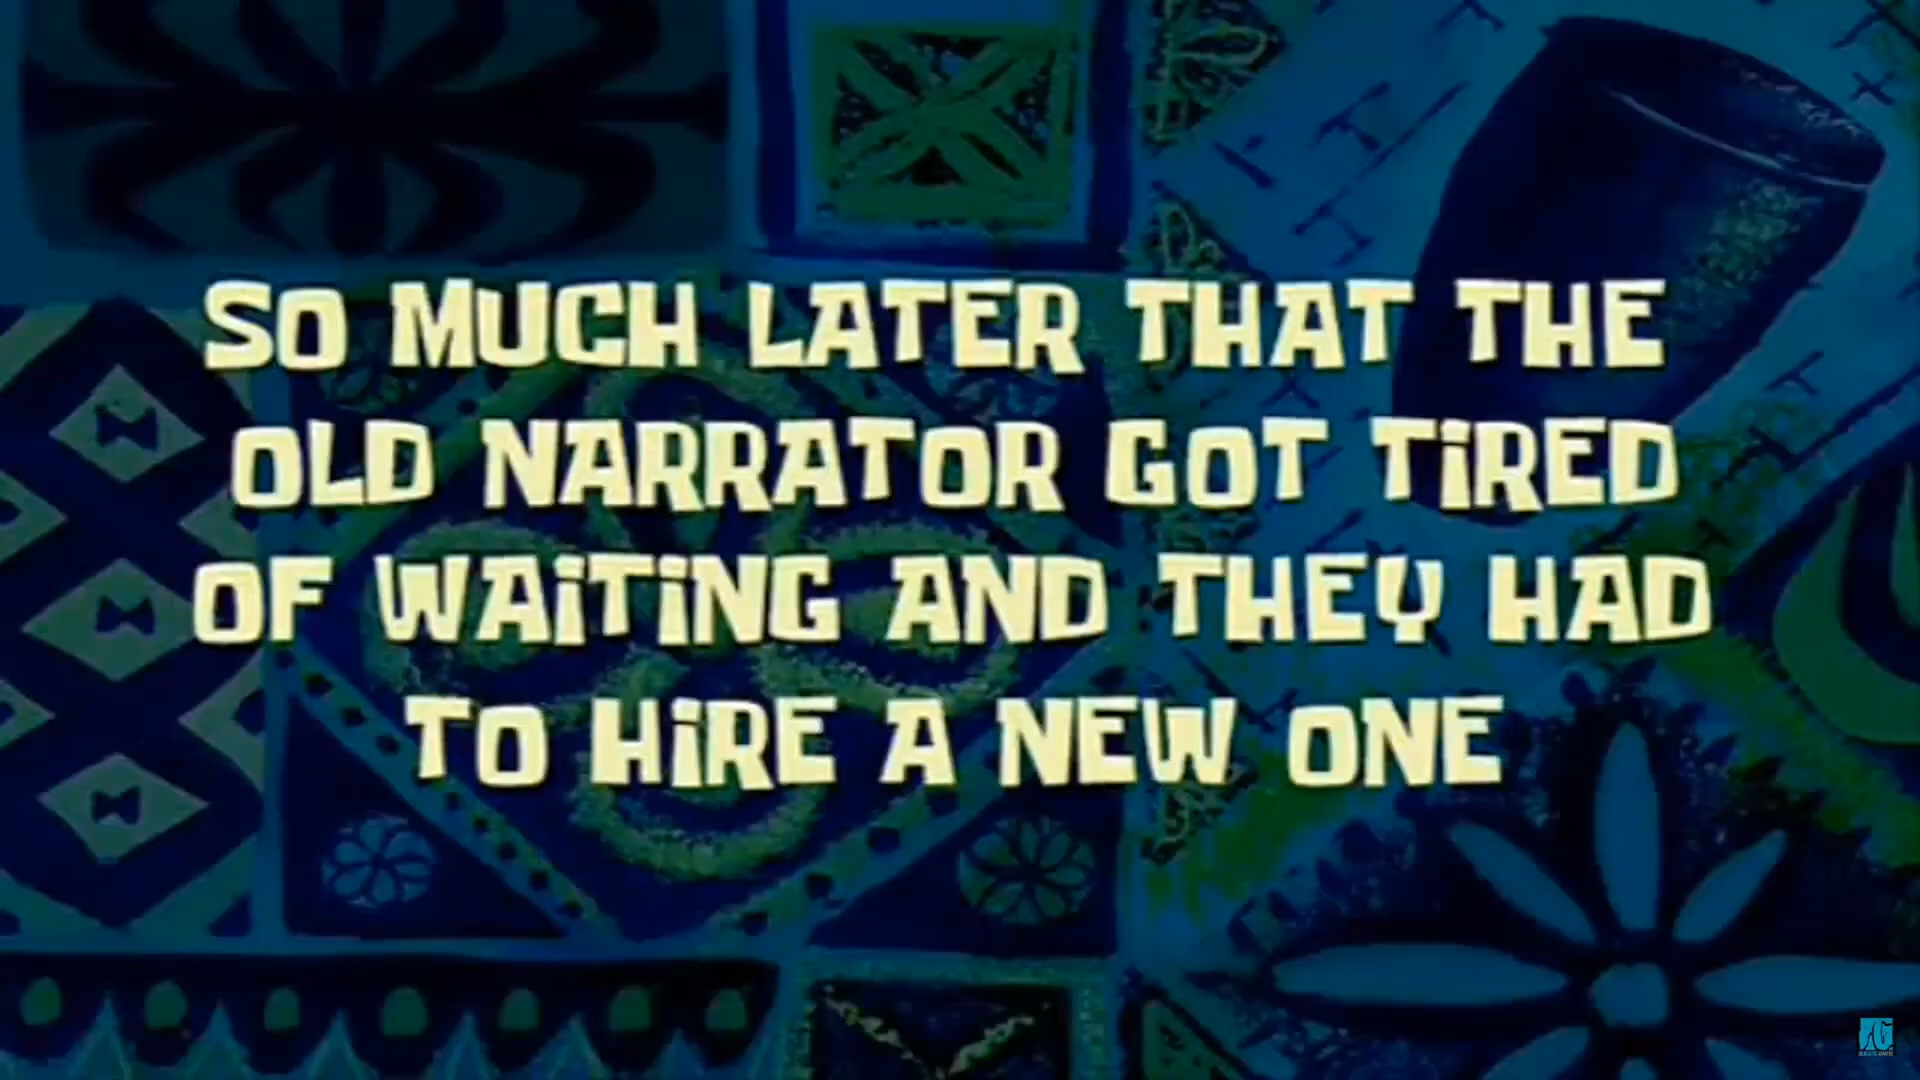 SO MUCH LATER THAT THE
OLD NARRATOR GOT TiRED
OF WAiTiNG AND THEY HAD
TO HiRE A NEW ONE